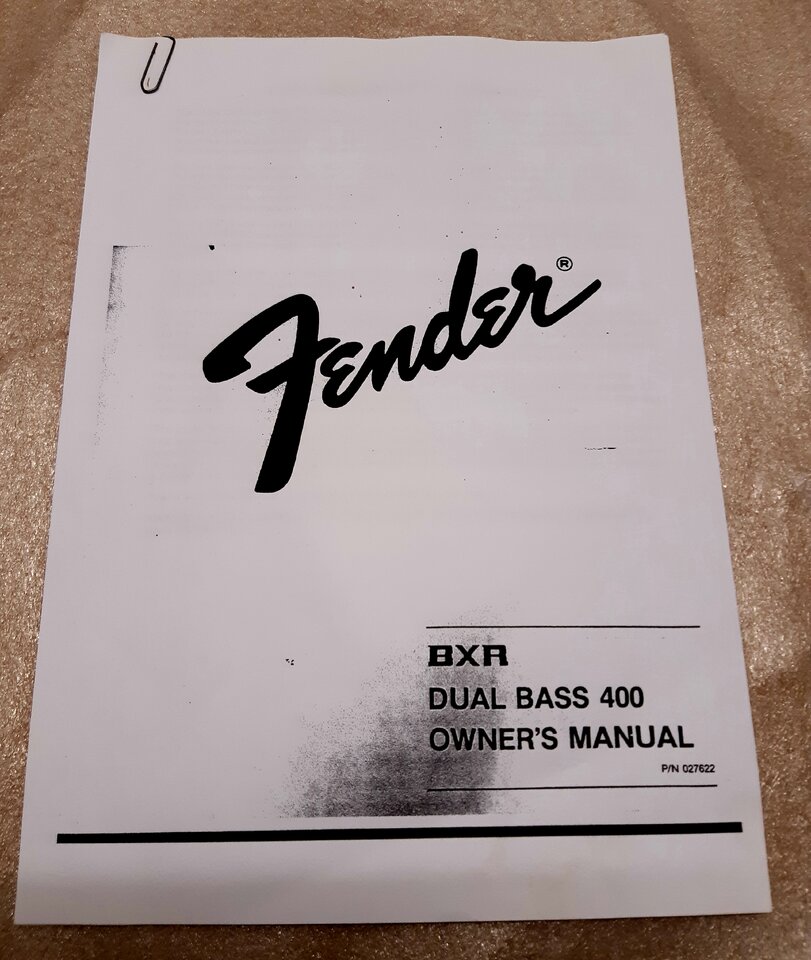 Fender®
BXR
DUAL BASS 400
OWNER'S MANUAL
P/N 027622